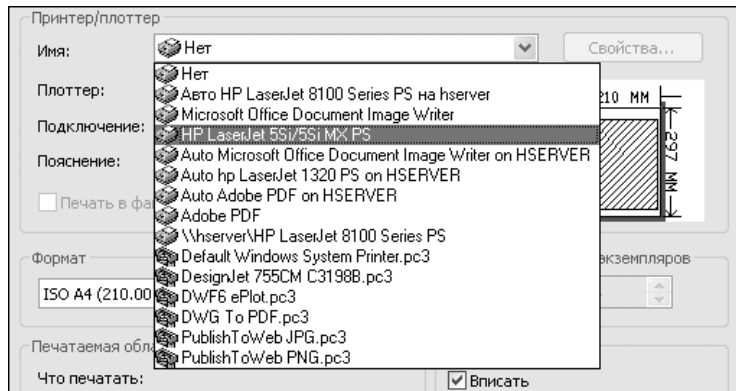 Принтер/плоттер
Имя: Нет Свойства...
Нет
Плоттер: Авто HP LaserJet 8100 Series PS на hserver
Microsoft Office Document Image Writer
Подключение: HP LaserJet 5Si/5Si MX PS
Auto Microsoft Office Document Image Writer on HSERVER
Пояснение: Auto hp LaserJet 1320 PS on HSERVER
Печать в Auto Adobe PDF on HSERVER
Adobe PDF
\\hserver\HP LaserJet 8100 Series PS
Default Windows System Printer.pc3
Формат DesignJet 755CM C3198B.pc3
ISO A4 (210.00 DWF6 ePlot.pc3
DWG To PDF.pc3
PublishToWeb JPG.pc3
Печатаемая PublishToWeb PNG.pc3
Что печатать: Вписать
210 MM
297 MM